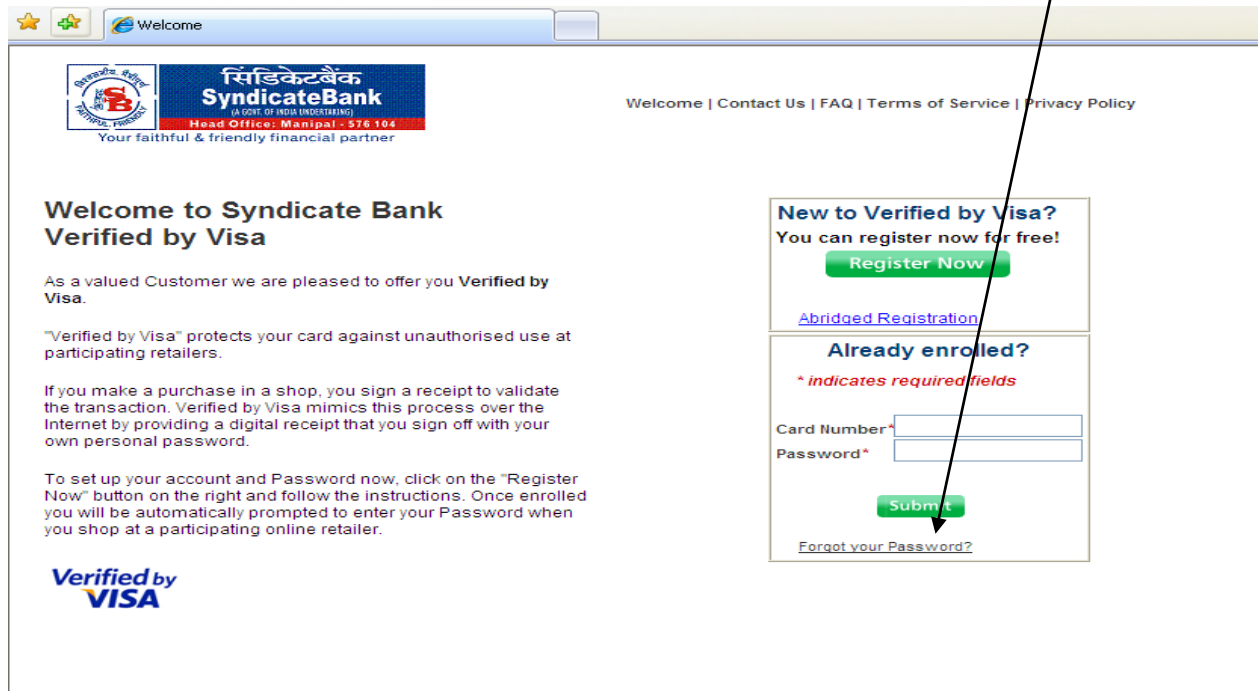 Welcome
सिंडिकेटबैंक
SyndicateBank
(A GOVT. OF INDIA UNDERTAKING)
Head Office: Manipal - 576 104
Your faithful & friendly financial partner
Welcome | Contact Us | FAQ | Terms of Service | Privacy Policy
Welcome to Syndicate Bank
Verified by Visa
As a valued Customer we are pleased to offer you Verified by
Visa.
"Verified by Visa" protects your card against unauthorised use at
participating retailers.
If you make a purchase in a shop, you sign a receipt to validate
the transaction. Verified by Visa mimics this process over the
Internet by providing a digital receipt that you sign off with your
own personal password.
To set up your account and Password now, click on the "Register
Now" button on the right and follow the instructions. Once enrolled
you will be automatically prompted to enter your Password when
you shop at a participating online retailer.
Verified by
VISA
New to Verified by Visa?
You can register now for free!
Register Now
Abridged Registration
Already enrolled?
* indicates required fields
Card Number*
Password*
Submit
Forgot your Password?